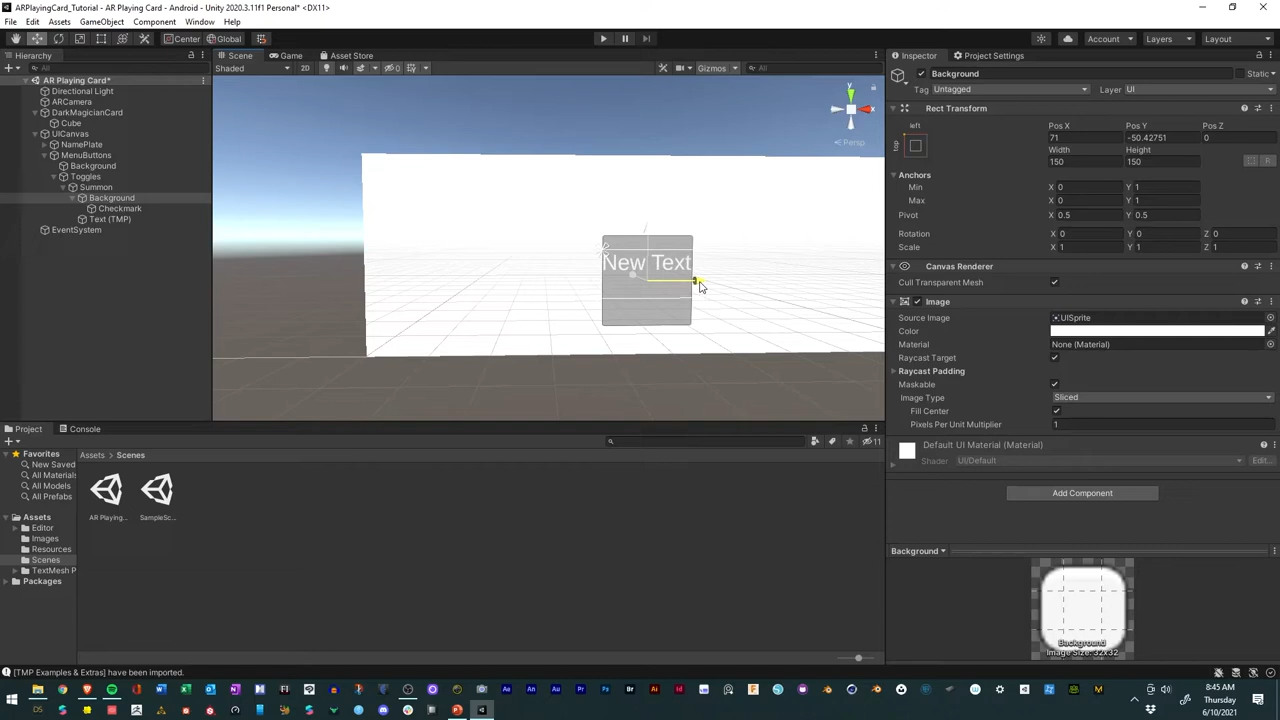 ARPlayingCard_Tutorial - AR Playing Card - Android - Unity 2020.3.11f1 Personal* <DX11>
File Edit Assets GameObject Component Window Help
Center Global Account Layers Layout
Hierarchy Scene Game Asset Store Inspector Project Settings
All Shaded 2D 0 Gizmos All
AR Playing Card*
Directional Light
ARCamera
DarkMagicianCard
Cube
UICanvas
NamePlate
MenuButtons
Background
Toggles
Summon
Background
Checkmark
Text (TMP)
EventSystem
y
x
Persp
New Text
Background Static
Tag Untagged Layer UI
Rect Transform
left Pos X Pos Y Pos Z
top 71 -50.42751 0
Width Height
150 150 R
Anchors
Min X 0 Y 1
Max X 0 Y 1
Pivot X 0.5 Y 0.5
Rotation X 0 Y 0 Z 0
Scale X 1 Y 1 Z 1
Canvas Renderer
Cull Transparent Mesh
Image
Source Image UISprite
Color
Material None (Material)
Raycast Target
Raycast Padding
Maskable
Image Type Sliced
Fill Center
Pixels Per Unit Multiplier 1
Default UI Material (Material)
Shader UI/Default Edit...
Add Component
Background
Background
Image Size: 32x32
Project Console
11
Favorites
New Saved
All Materials
All Models
All Prefabs
Assets
Editor
Images
Resources
Scenes
TextMesh P
Packages
Assets Scenes
AR Playing... SampleSc...
[TMP Examples & Extras] have been imported.
8:45 AM
Thursday
6/10/2021